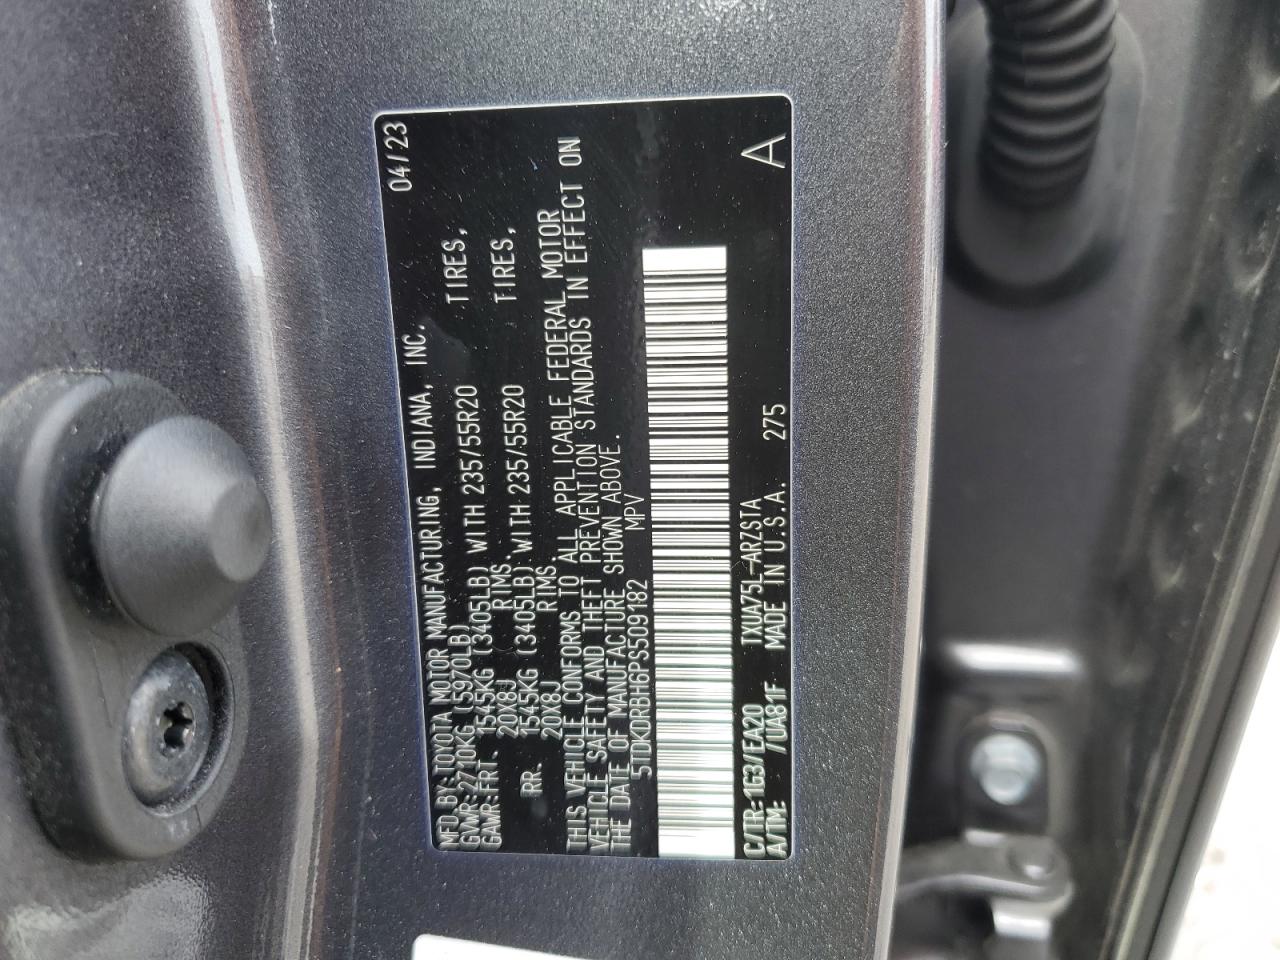 MFD. BY: TOYOTA MOTOR MANUFACTURING, INDIANA, INC. 04/23
GVWR: 2710KG (5970LB)
GAWR: FRT. 1545KG (3405LB) WITH 235/55R20 TIRES,
20X8J RIMS,
RR. 1545KG (3405LB) WITH 235/55R20 TIRES,
20X8J RIMS.
THIS VEHICLE CONFORMS TO ALL APPLICABLE FEDERAL MOTOR
VEHICLE SAFETY AND THEFT PREVENTION STANDARDS IN EFFECT ON
THE DATE OF MANUFACTURE SHOWN ABOVE.
5TDKDRBH6PS509182 MPV
C/TR: 1G3/EA20 TXUA75L-ARZSTA
A/TM: /UA81F MADE IN U.S.A. 275 A